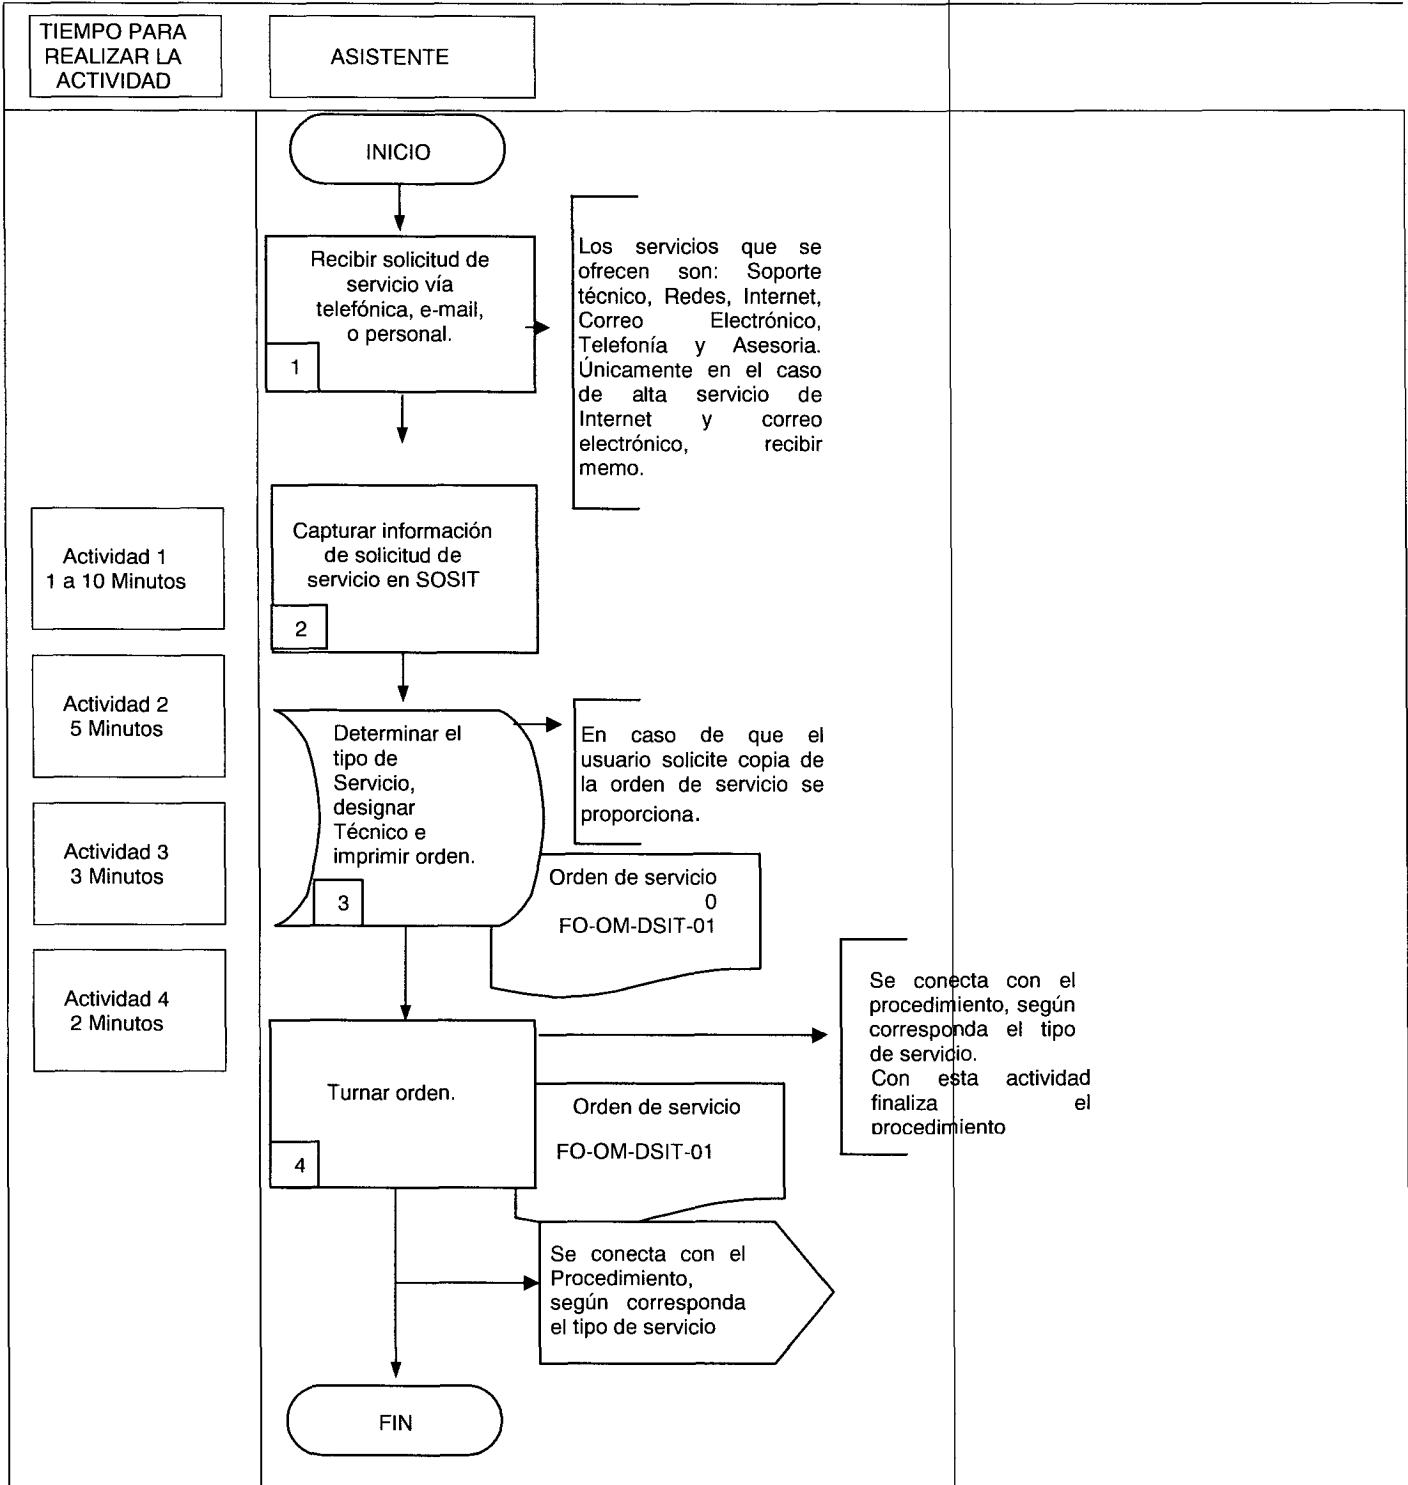 TIEMPO PARA
REALIZAR LA
ACTIVIDAD
ASISTENTE
INICIO
Recibir solicitud de
servicio vía
telefónica, e-mail,
o personal.
1
Los servicios que se
ofrecen son: Soporte
técnico, Redes, Internet,
Correo Electrónico,
Telefonía y Asesoria.
Únicamente en el caso
de alta servicio de
Internet y correo
electrónico, recibir
memo.
Capturar información
de solicitud de
servicio en SOSIT
2
Actividad 1
1 a 10 Minutos
Actividad 2
5 Minutos
Determinar el
tipo de
Servicio,
designar
Técnico e
imprimir orden.
3
En caso de que el
usuario solicite copia de
la orden de servicio se
proporciona.
Actividad 3
3 Minutos
Orden de servicio
0
FO-OM-DSIT-01
Actividad 4
2 Minutos
Se conecta con el
procedimiento, según
corresponda el tipo
de servicio.
Con esta actividad
finaliza el
procedimiento
Turnar orden.
4
Orden de servicio
FO-OM-DSIT-01
Se conecta con el
Procedimiento,
según corresponda
el tipo de servicio
FIN